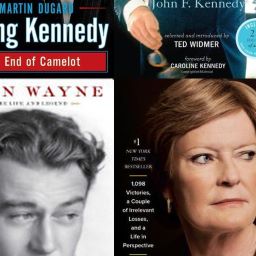 MARTIN DUGARD
ng Kennedy
End of Camelot
John F. Kennedy
selected and introduced by
TED WIDMER
foreword by
CAROLINE KENNEDY
N WAYNE
LIFE AND LEGEND
#1 NEW YORK
TIMES
BESTSELLER
1,098
Victories,
a Couple
of Irrelevant
Losses,
and a
Life in
Perspective